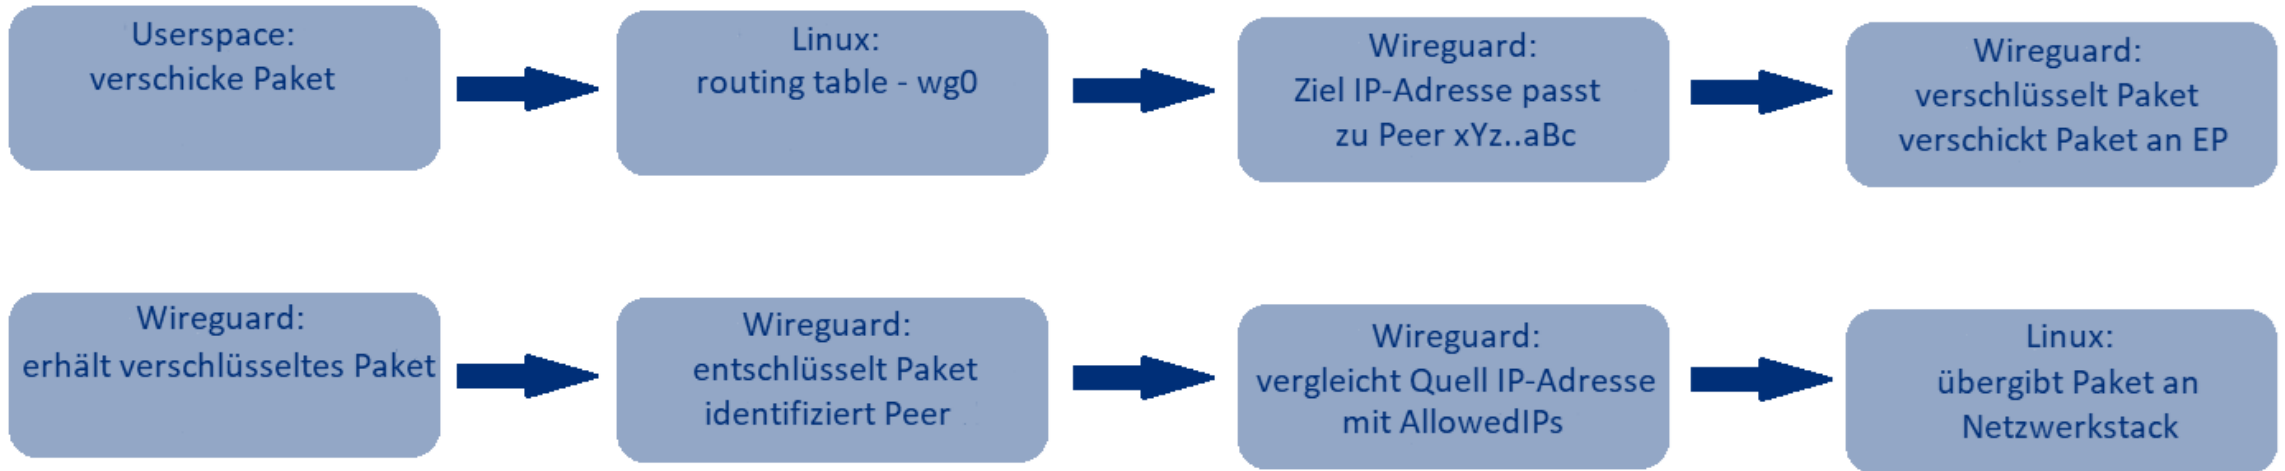 Userspace:
verschicke Paket
Linux:
routing table - wg0
Wireguard:
Ziel IP-Adresse passt
zu Peer xYz..aBc
Wireguard:
verschlüsselt Paket
verschickt Paket an EP
Wireguard:
erhält verschlüsseltes Paket
Wireguard:
entschlüsselt Paket
identifiziert Peer
Wireguard:
vergleicht Quell IP-Adresse
mit AllowedIPs
Linux:
übergibt Paket an
Netzwerkstack